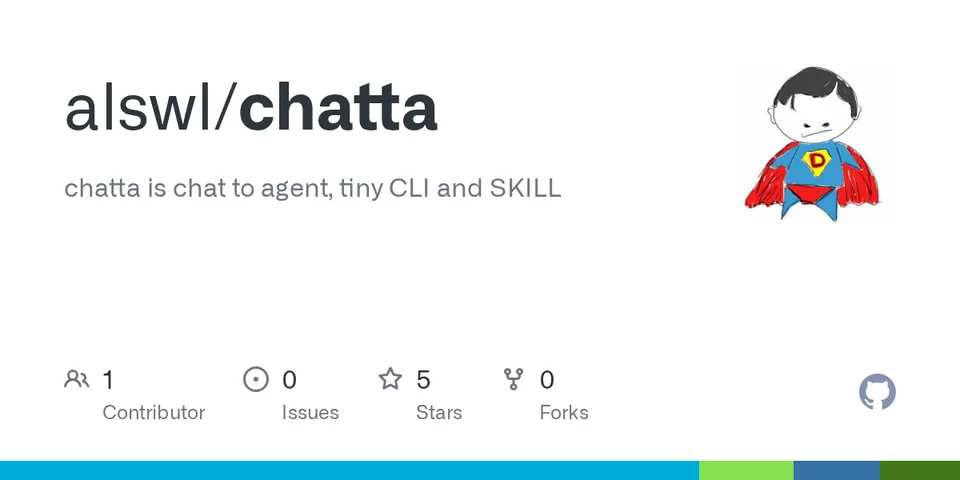 alswl/chatta
chatta is chat to agent, tiny CLI and SKILL
D
1
Contributor
0
Issues
5
Stars
0
Forks